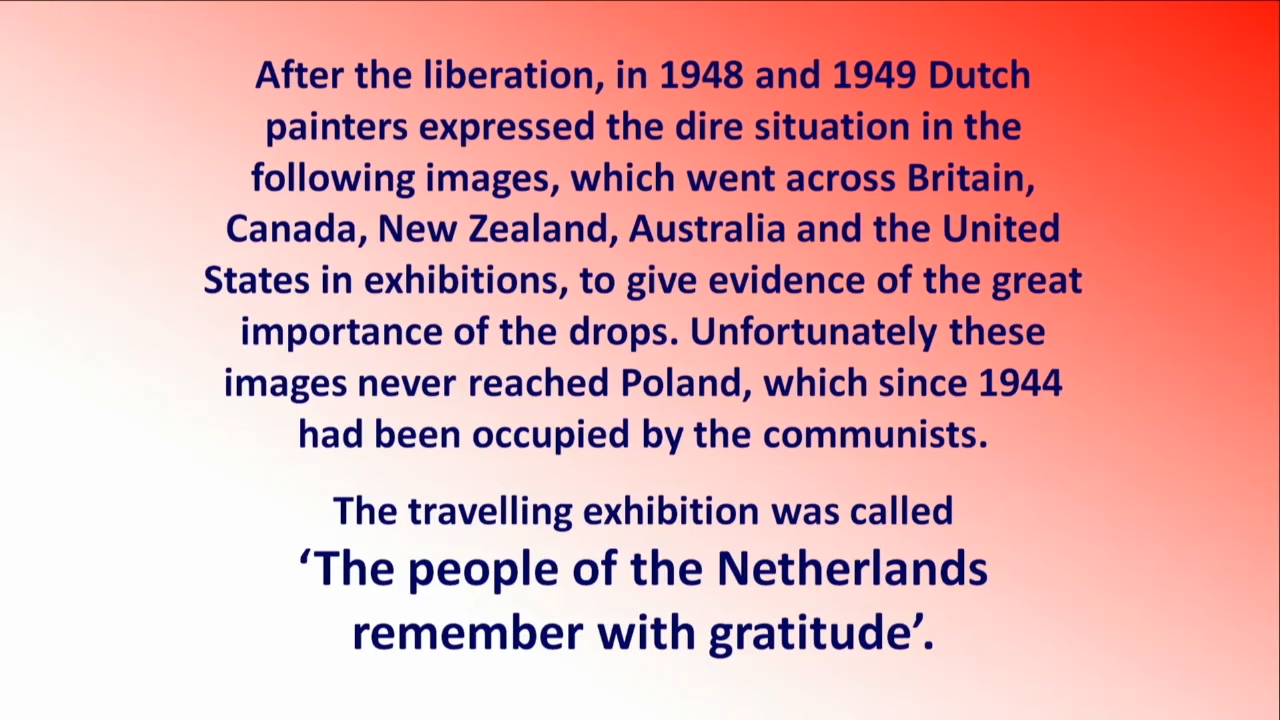 After the liberation, in 1948 and 1949 Dutch
painters expressed the dire situation in the
following images, which went across Britain,
Canada, New Zealand, Australia and the United
States in exhibitions, to give evidence of the great
importance of the drops. Unfortunately these
images never reached Poland, which since 1944
had been occupied by the communists.
The travelling exhibition was called
‘The people of the Netherlands
remember with gratitude’.